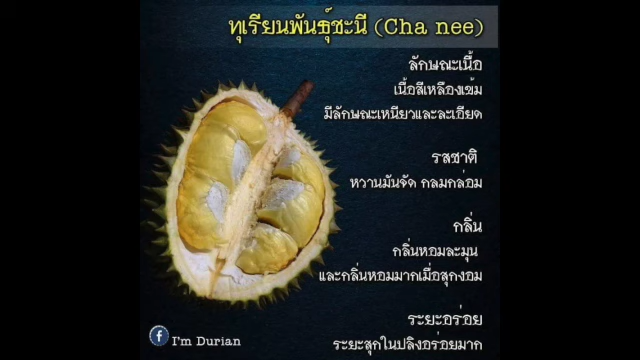 ทุเรียนพันธุ์ชะนี (Cha nee)
ลักษณะเนื้อ
เนื้อสีเหลืองเข้ม
มีลักษณะเหนียวและละเอียด
รสชาติ
หวานมันจัด กลมกล่อม
กลิ่น
กลิ่นหอมละมุน
และกลิ่นหอมมากเมื่อสุกงอม
ระยะอร่อย
ระยะสุกในปลิงอร่อยมาก
I'm Durian